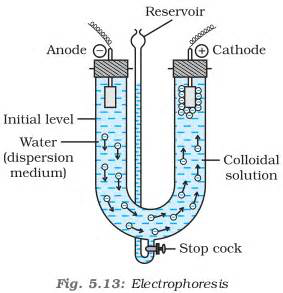 Reservoir
Anode −
+ Cathode
Initial level
Water
(dispersion
medium)
Colloidal
solution
Stop cock
Fig. 5.13: Electrophoresis